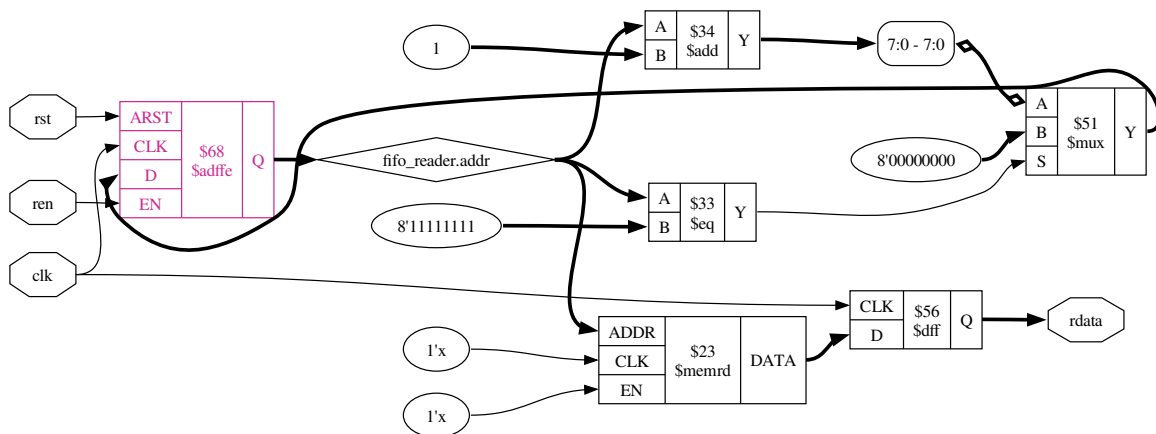 rst
ren
clk
ARST
CLK
D
EN
$68
$adffe
Q
fifo_reader.addr
1
A
B
$34
$add
Y
7:0 - 7:0
8'11111111
A
B
$33
$eq
Y
8'00000000
A
B
S
$51
$mux
Y
1'x
1'x
ADDR
CLK
EN
$23
$memrd
DATA
CLK
D
$56
$dff
Q
rdata